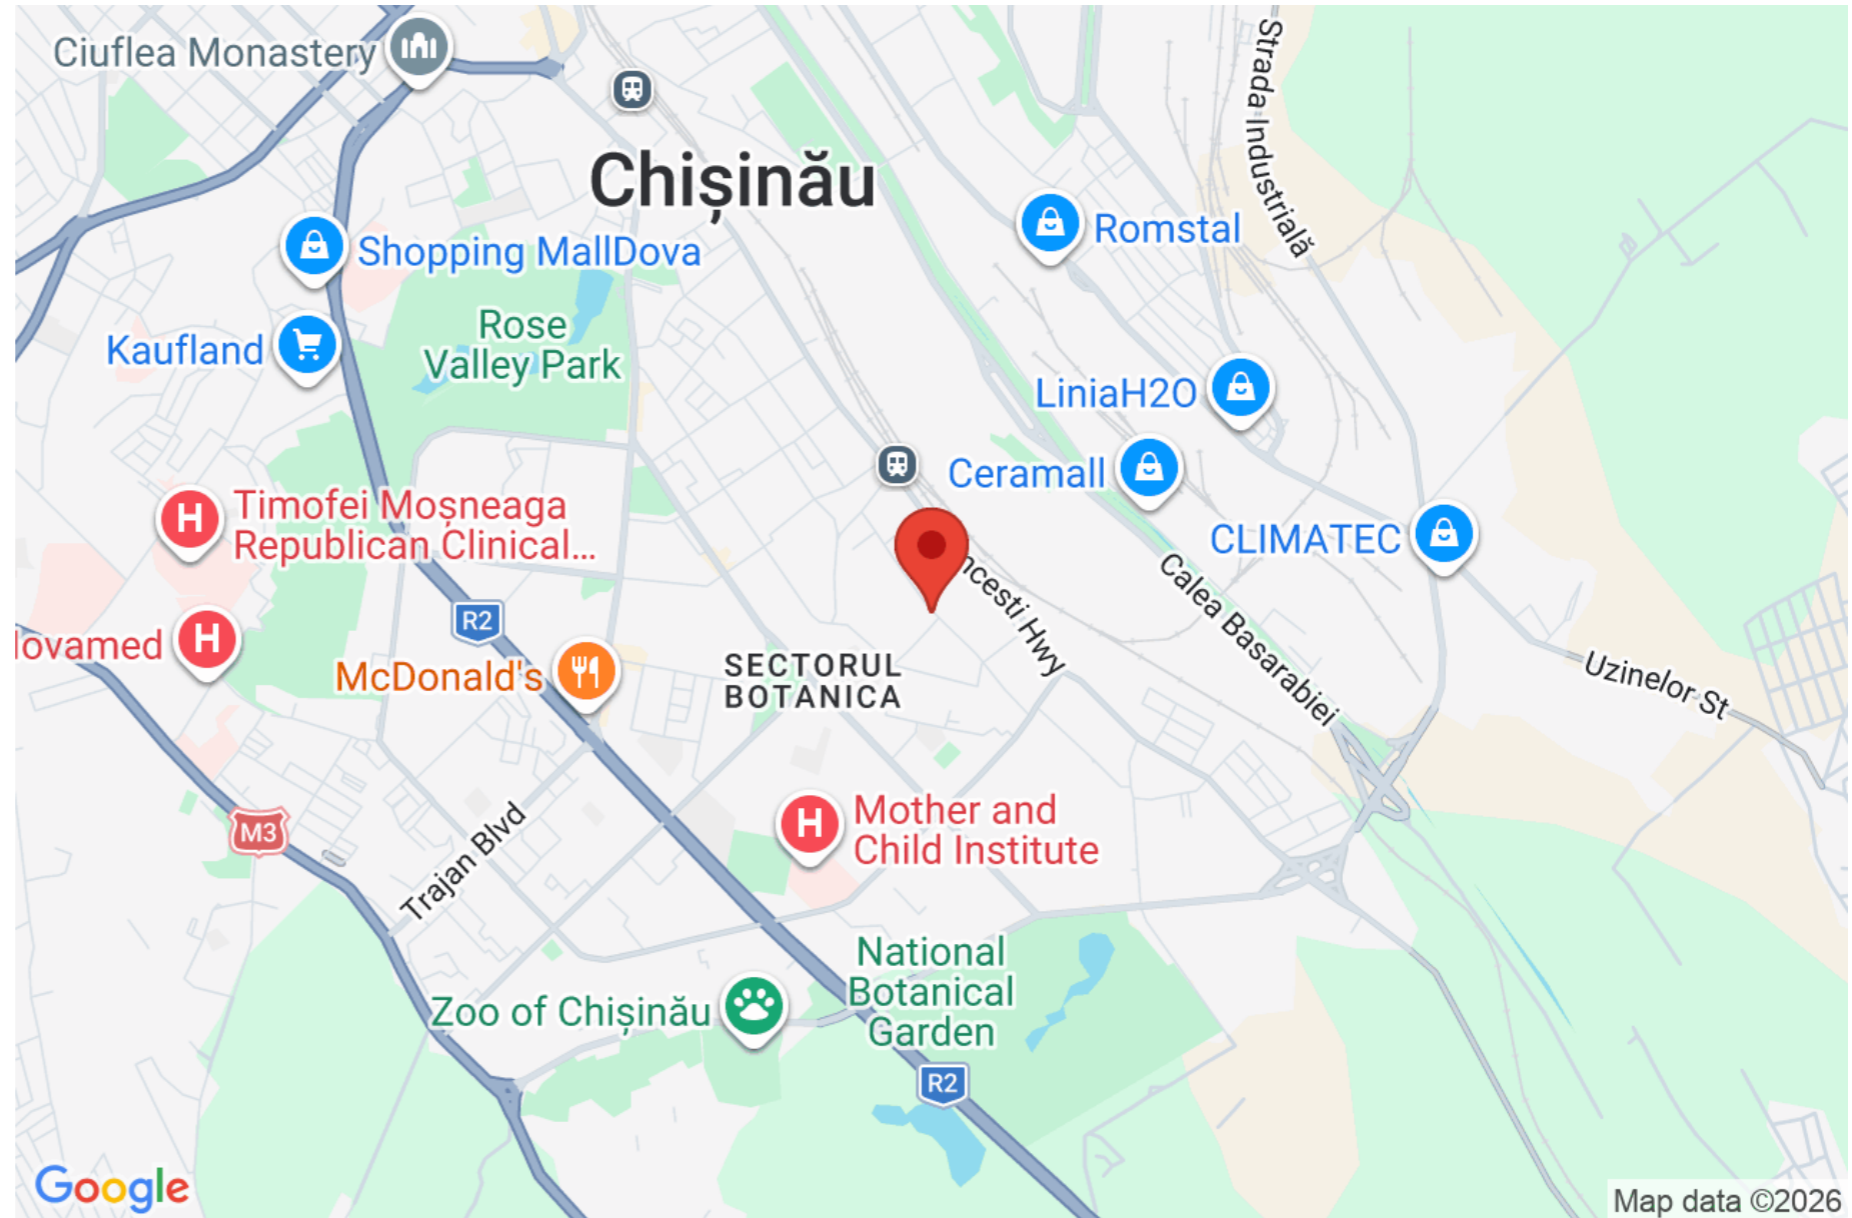 Ciuflea Monastery
Strada Industrială
Chișinău
Romstal
Shopping MallDova
Rose
Valley Park
Kaufland
LiniaH2O
Ceramall
Timofei Moșneaga
Republican Clinical...
H
CLIMATEC
ncesti Hwy
Calea Basarabiei
R2
H
ovamed
McDonald's
SECTORUL
BOTANICA
Uzinelor St
M3
Trajan Blvd
H
Mother and
Child Institute
National
Botanical
Garden
Zoo of Chișinău
R2
Google
Map data ©2026